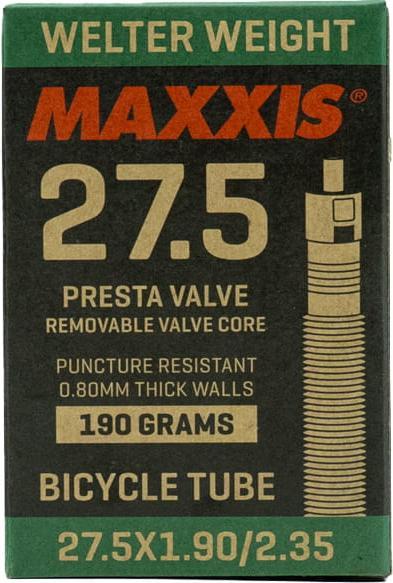 WELTER WEIGHT
MAXXIS®
27.5
PRESTA VALVE
REMOVABLE VALVE CORE
PUNCTURE RESISTANT
0.80MM THICK WALLS
190 GRAMS
BICYCLE TUBE
27.5X1.90/2.35